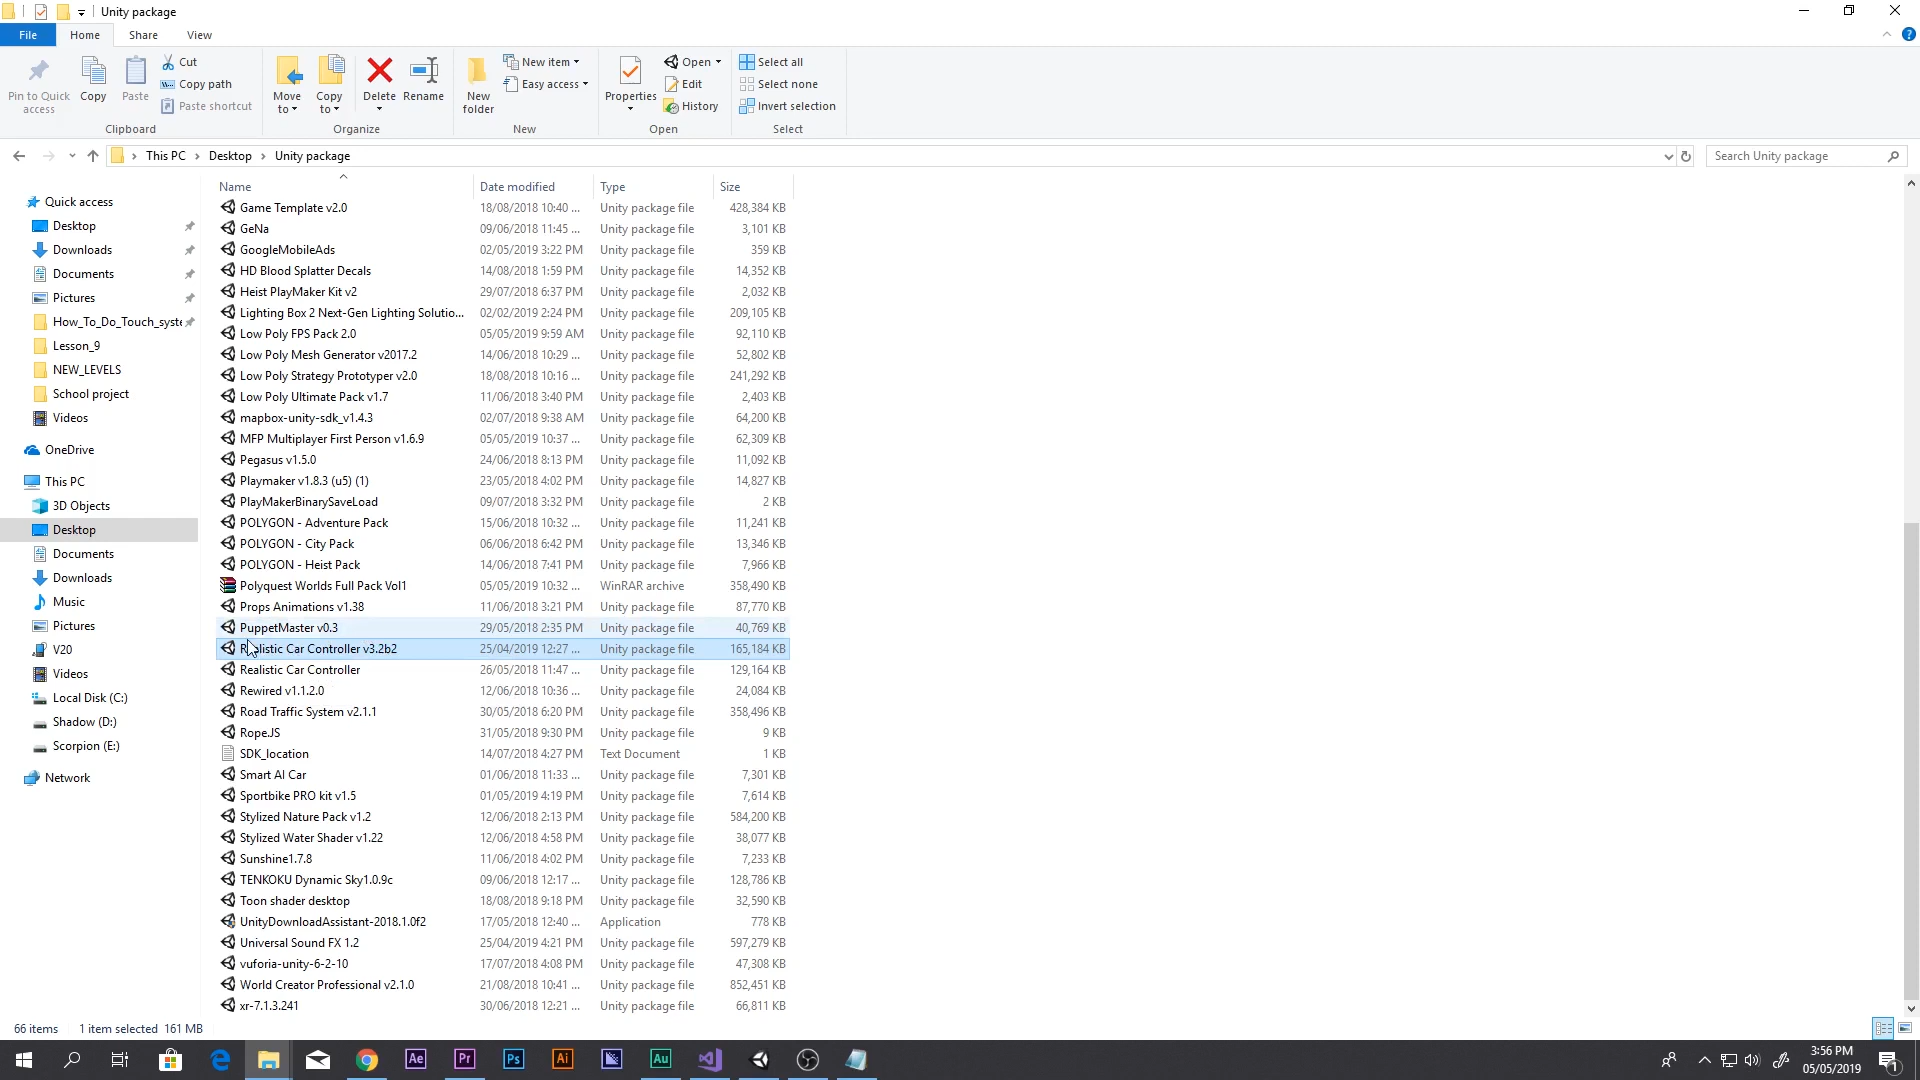 Unity package
File Home Share View
Pin to Quick access
Copy
Paste
Cut
Copy path
Paste shortcut
Clipboard
Move to
Copy to
Delete
Rename
Organize
New folder
New item
Easy access
New
Properties
Open
Edit
History
Open
Select all
Select none
Invert selection
Select
This PC > Desktop > Unity package
Search Unity package
Quick access
Desktop
Downloads
Documents
Pictures
How_To_Do_Touch_syste
Lesson_9
NEW_LEVELS
School project
Videos
OneDrive
This PC
3D Objects
Desktop
Documents
Downloads
Music
Pictures
V20
Videos
Local Disk (C:)
Shadow (D:)
Scorpion (E:)
Network
Name Date modified Type Size
Game Template v2.0 18/08/2018 10:40 ... Unity package file 428,384 KB
GeNa 09/06/2018 11:45 ... Unity package file 3,101 KB
GoogleMobileAds 02/05/2019 3:22 PM Unity package file 359 KB
HD Blood Splatter Decals 14/08/2018 1:59 PM Unity package file 14,352 KB
Heist PlayMaker Kit v2 29/07/2018 6:37 PM Unity package file 2,032 KB
Lighting Box 2 Next-Gen Lighting Solutio... 02/02/2019 2:24 PM Unity package file 209,105 KB
Low Poly FPS Pack 2.0 05/05/2019 9:59 AM Unity package file 92,110 KB
Low Poly Mesh Generator v2017.2 14/06/2018 10:29 ... Unity package file 52,802 KB
Low Poly Strategy Prototyper v2.0 18/08/2018 10:16 ... Unity package file 241,292 KB
Low Poly Ultimate Pack v1.7 11/06/2018 3:40 PM Unity package file 2,403 KB
mapbox-unity-sdk_v1.4.3 02/07/2018 9:38 AM Unity package file 64,200 KB
MFP Multiplayer First Person v1.6.9 05/05/2019 10:37 ... Unity package file 62,309 KB
Pegasus v1.5.0 24/06/2018 8:13 PM Unity package file 11,092 KB
Playmaker v1.8.3 (u5) (1) 23/05/2018 4:02 PM Unity package file 14,827 KB
PlayMakerBinarySaveLoad 09/07/2018 3:32 PM Unity package file 2 KB
POLYGON - Adventure Pack 15/06/2018 10:32 ... Unity package file 11,241 KB
POLYGON - City Pack 06/06/2018 6:42 PM Unity package file 13,346 KB
POLYGON - Heist Pack 14/06/2018 7:41 PM Unity package file 7,966 KB
Polyquest Worlds Full Pack Vol1 05/05/2019 10:32 ... WinRAR archive 358,490 KB
Props Animations v1.38 11/06/2018 3:21 PM Unity package file 87,770 KB
PuppetMaster v0.3 29/05/2018 2:35 PM Unity package file 40,769 KB
Realistic Car Controller v3.2b2 25/04/2019 12:27 ... Unity package file 165,184 KB
Realistic Car Controller 26/05/2018 11:47 ... Unity package file 129,164 KB
Rewired v1.1.2.0 12/06/2018 10:36 ... Unity package file 24,084 KB
Road Traffic System v2.1.1 30/05/2018 6:20 PM Unity package file 358,496 KB
RopeJS 31/05/2018 9:30 PM Unity package file 9 KB
SDK_location 14/07/2018 4:27 PM Text Document 1 KB
Smart AI Car 01/06/2018 11:33 ... Unity package file 7,301 KB
Sportbike PRO kit v1.5 01/05/2019 4:19 PM Unity package file 7,614 KB
Stylized Nature Pack v1.2 12/06/2018 2:13 PM Unity package file 584,200 KB
Stylized Water Shader v1.22 12/06/2018 4:58 PM Unity package file 38,077 KB
Sunshine1.7.8 11/06/2018 4:02 PM Unity package file 7,233 KB
TENKOKU Dynamic Sky1.0.9c 09/06/2018 12:17 ... Unity package file 128,786 KB
Toon shader desktop 18/08/2018 9:18 PM Unity package file 32,590 KB
UnityDownloadAssistant-2018.1.0f2 17/05/2018 12:40 ... Application 778 KB
Universal Sound FX 1.2 25/04/2019 4:21 PM Unity package file 597,279 KB
vuforia-unity-6-2-10 17/07/2018 4:08 PM Unity package file 47,308 KB
World Creator Professional v2.1.0 21/08/2018 10:41 ... Unity package file 852,451 KB
xr-7.1.3.241 30/06/2018 12:21 ... Unity package file 66,811 KB
66 items 1 item selected 161 MB
Ae Pr Ps Ai Au
3:56 PM
05/05/2019
1